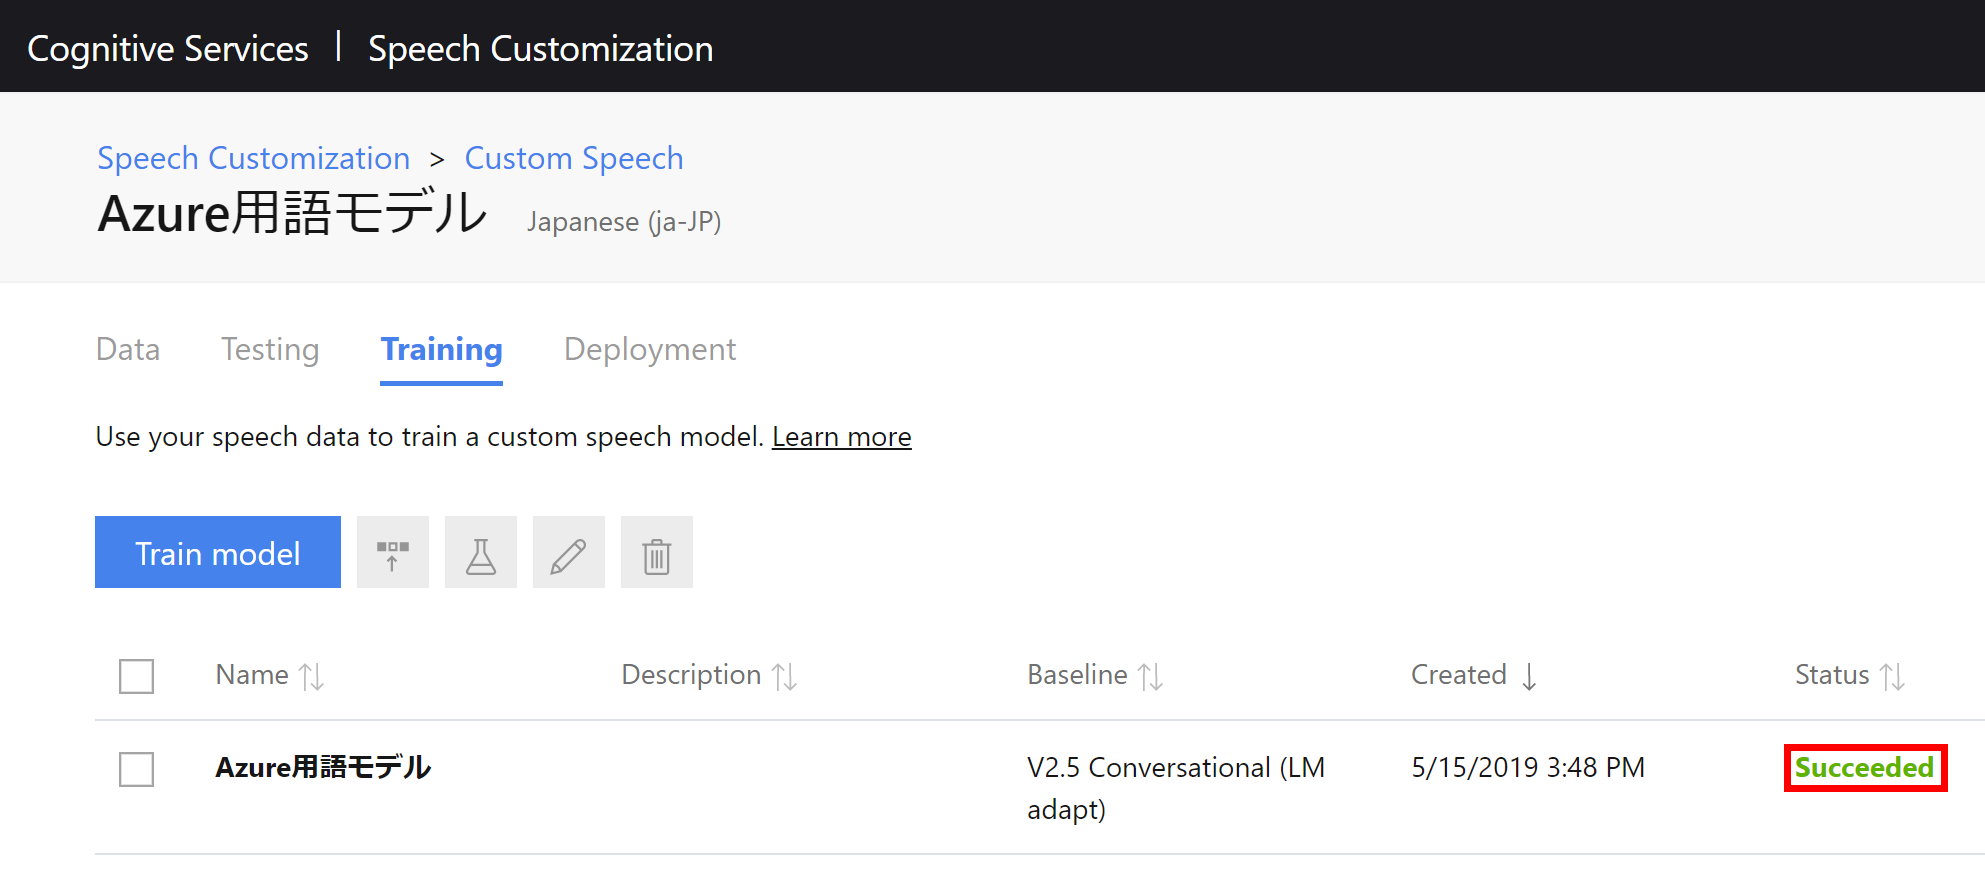 Cognitive Services | Speech Customization
Speech Customization > Custom Speech
Azure用語モデル Japanese (ja-JP)
Data Testing Training Deployment
Use your speech data to train a custom speech model. Learn more
Train model
Name Description Baseline Created Status
Azure用語モデル V2.5 Conversational (LM 5/15/2019 3:48 PM Succeeded
adapt)